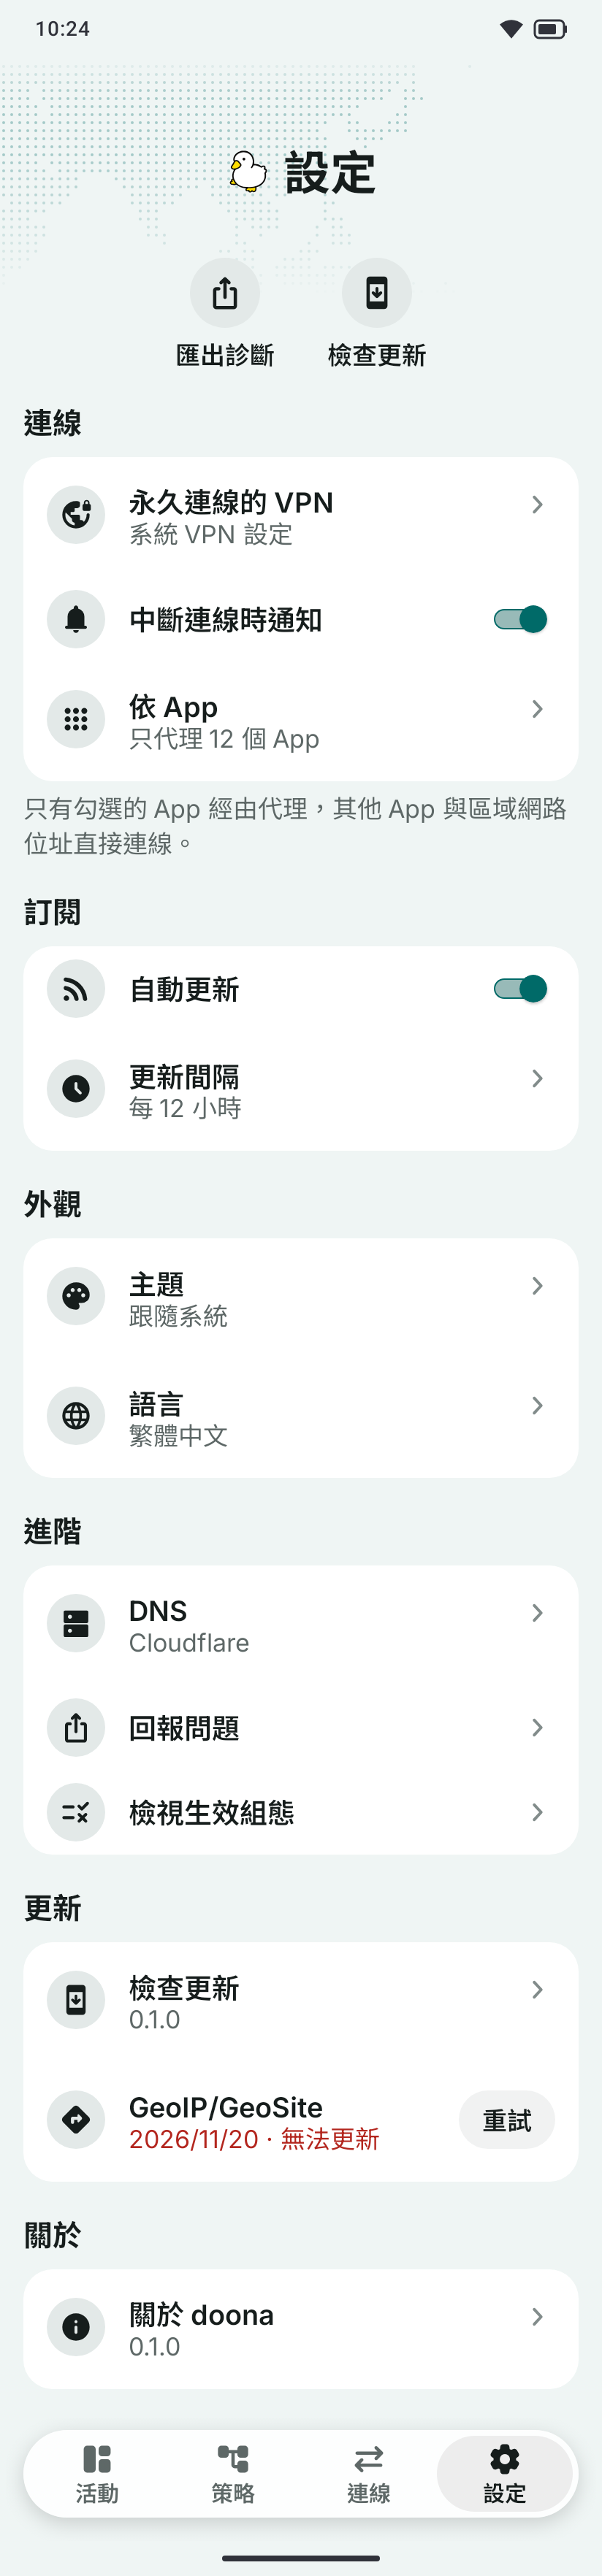 10:24
設定
匯出診斷
檢查更新
連線
永久連線的 VPN
系統 VPN 設定
中斷連線時通知
依 App
只代理 12 個 App
只有勾選的 App 經由代理，其他 App 與區域網路
位址直接連線。
訂閱
自動更新
更新間隔
每 12 小時
外觀
主題
跟隨系統
語言
繁體中文
進階
DNS
Cloudflare
回報問題
檢視生效組態
更新
檢查更新
0.1.0
GeoIP/GeoSite
2026/11/20 · 無法更新
重試
關於
關於 doona
0.1.0
活動
策略
連線
設定